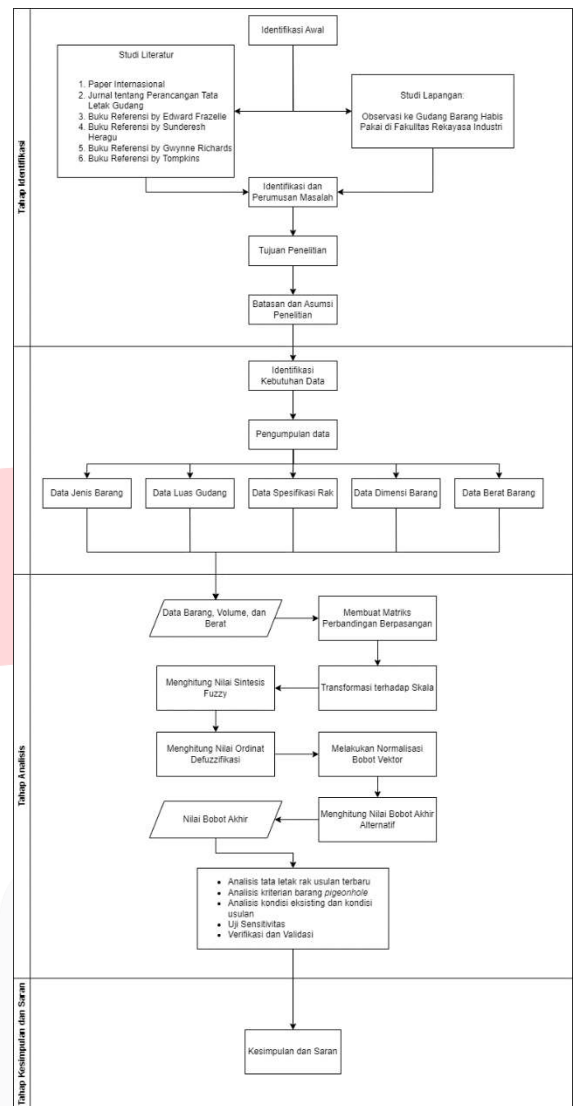 Tahap Identifikasi
Identifikasi Awal
Studi Literatur
1. Paper Internasional
2. Jurnal tentang Perancangan Tata
Letak Gudang
3. Buku Referensi by Edward Frazelle
4. Buku Referensi by Sunderesh
Heragu
5. Buku Referensi by Gwynne Richards
6. Buku Referensi by Tompkins
Studi Lapangan:
Observasi ke Gudang Barang Habis
Pakai di Fakulitas Rekayasa Industri
Identifikasi dan
Perumusan Masalah
Tujuan Penelitian
Batasan dan Asumsi
Penelitian
Identifikasi
Kebutuhan Data
Pengumpulan data
Data Jenis Barang
Data Luas Gudang
Data Spesifikasi Rak
Data Dimensi Barang
Data Berat Barang
Tahap Analisis
Data Barang, Volume, dan
Berat
Membuat Matriks
Perbandingan Berpasangan
Menghitung Nilai Sintesis
Fuzzy
Transformasi terhadap Skala
Menghitung Nilai Ordinat
Defuzzifikasi
Melakukan Normalisasi
Bobot Vektor
Nilai Bobot Akhir
Menghitung Nilai Bobot Akhir
Alternatif
• Analisis tata letak rak usulan terbaru
• Analisis kriterian barang pigeonhole
• Analisis kondisi eksisting dan kondisi
usulan
• Uji Sensitivitas
• Verifikasi dan Validasi
Tahap Kesimpulan dan Saran
Kesimpulan dan Saran